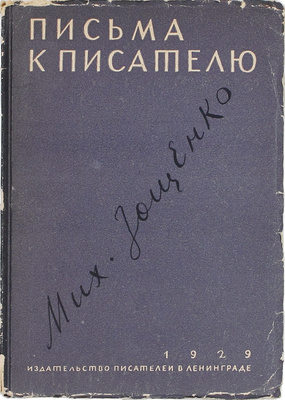 ПИСЬМА
К ПИСАТЕЛЮ
Мих. Зощенко
1929
ИЗДАТЕЛЬСТВО ПИСАТЕЛЕЙ В ЛЕНИНГРАДЕ